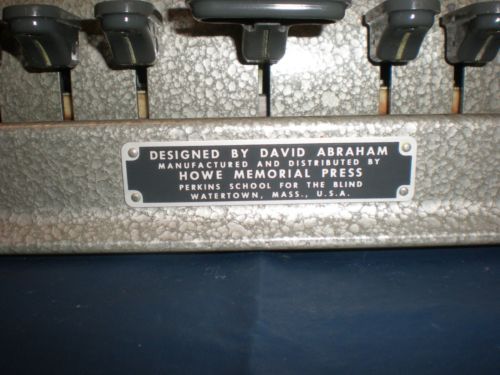 DESIGNED BY DAVID ABRAHAM
MANUFACTURED AND DISTRIBUTED BY
HOWE MEMORIAL PRESS
PERKINS SCHOOL FOR THE BLIND
WATERTOWN, MASS., U.S.A.